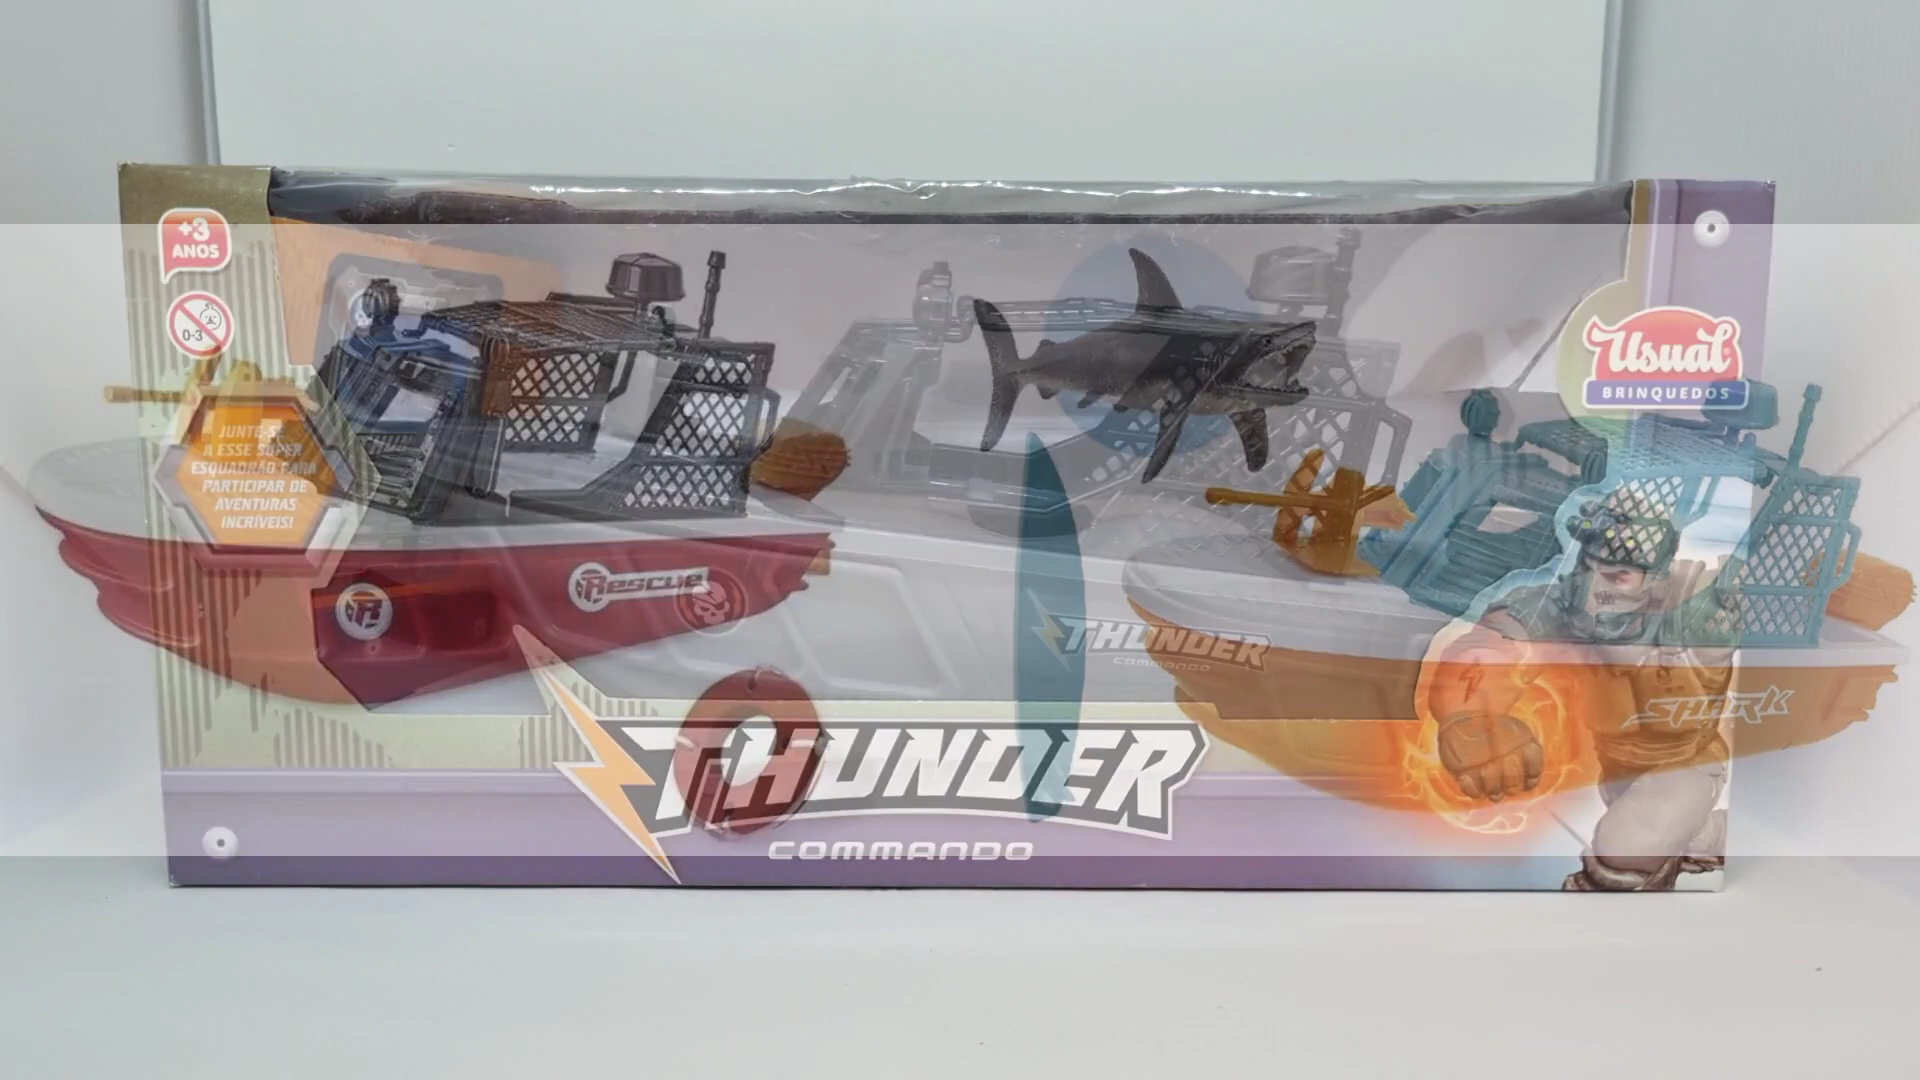 +3
ANOS
0-3
Usual
BRINQUEDOS
JUNTE-SE
A ESSE SUPER
ESQUADRÃO PARA
PARTICIPAR DE
AVENTURAS
INCRÍVEIS!
R
Rescue
THUNDER
COMMANDO
SHARK
THUNDER
COMMANDO